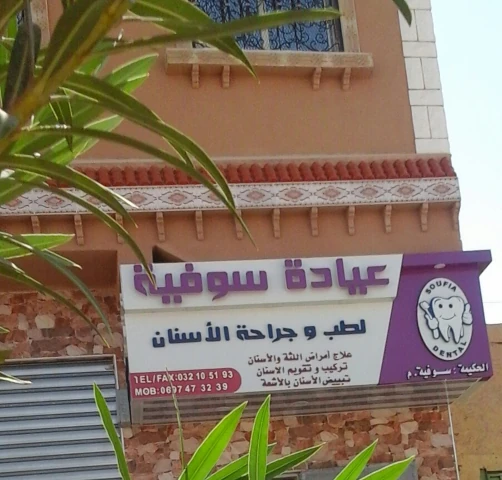 عيادة سوفية
لطب و جراحة الأسنان
علاج أمراض اللثة والأسنان
تركيب و تقويم الاسنان
تبييض الأسنان بالأشعة
TEL/FAX:032 10 51 93
MOB:0697 47 32 39
SOUFIA
DENTAL
الحكيمة : سوفية . م